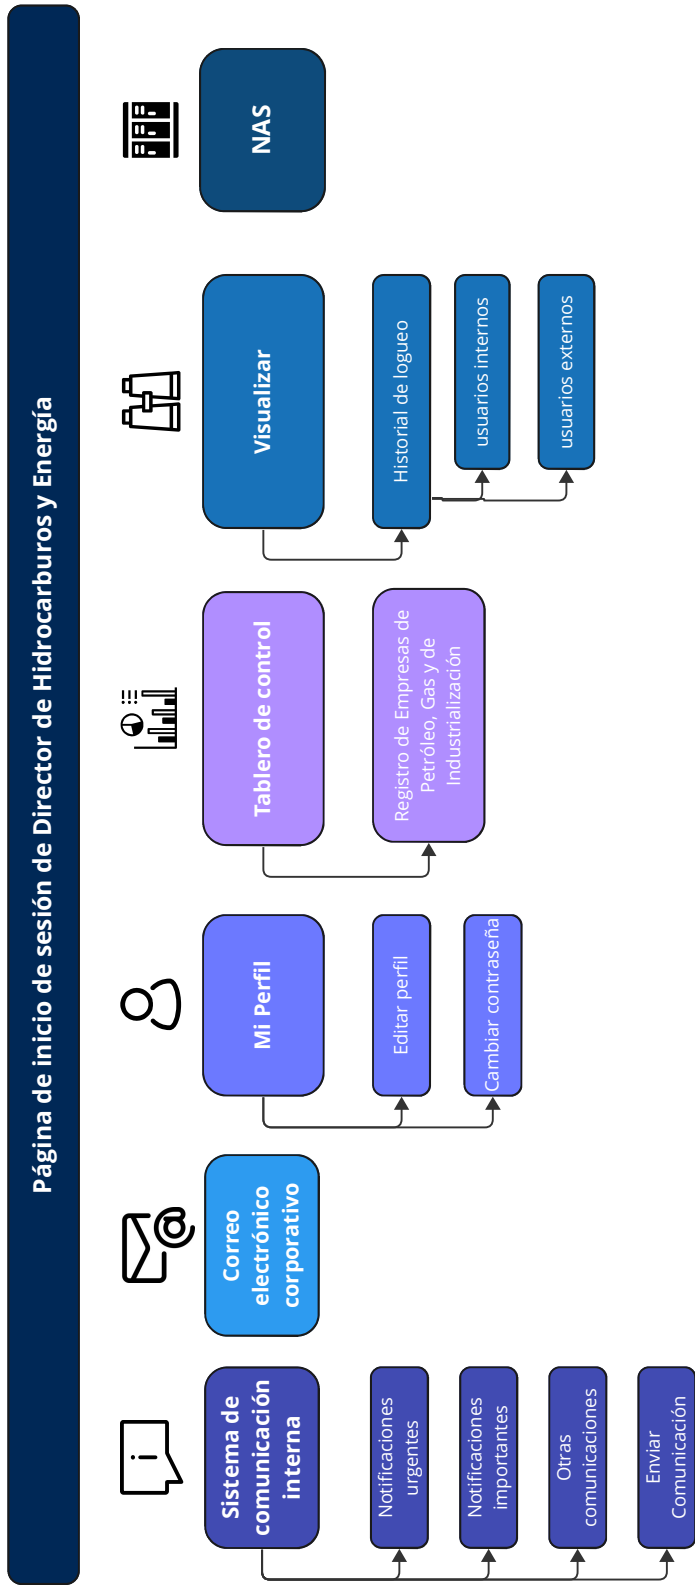 Página de inicio de sesión de Director de Hidrocarburos y Energía
Sistema de
comunicación
interna
Notificaciones
urgentes
Notificaciones
importantes
Otras
comunicaciones
Enviar
Comunicación
Correo
electrónico
corporativo
Mi Perfil
Editar perfil
Cambiar contraseña
Tablero de control
Registro de Empresas de
Petróleo, Gas y de
Industrialización
Visualizar
Historial de logueo
usuarios internos
usuarios externos
NAS